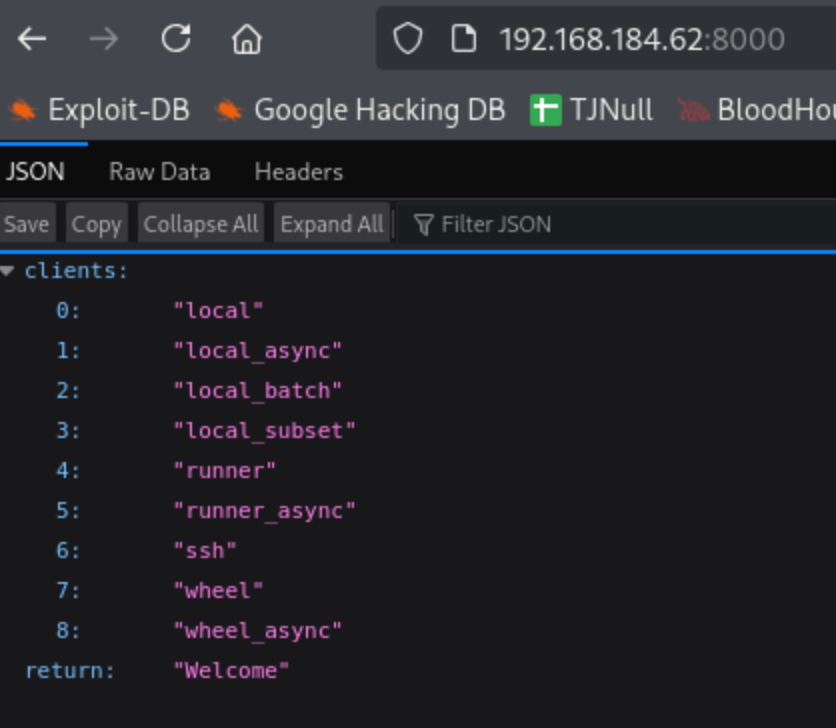 192.168.184.62:8000
Exploit-DB Google Hacking DB TJNull
JSON Raw Data Headers
Save Copy Collapse All Expand All Filter JSON
clients:
0: "local"
1: "local_async"
2: "local_batch"
3: "local_subset"
4: "runner"
5: "runner_async"
6: "ssh"
7: "wheel"
8: "wheel_async"
return: "Welcome"